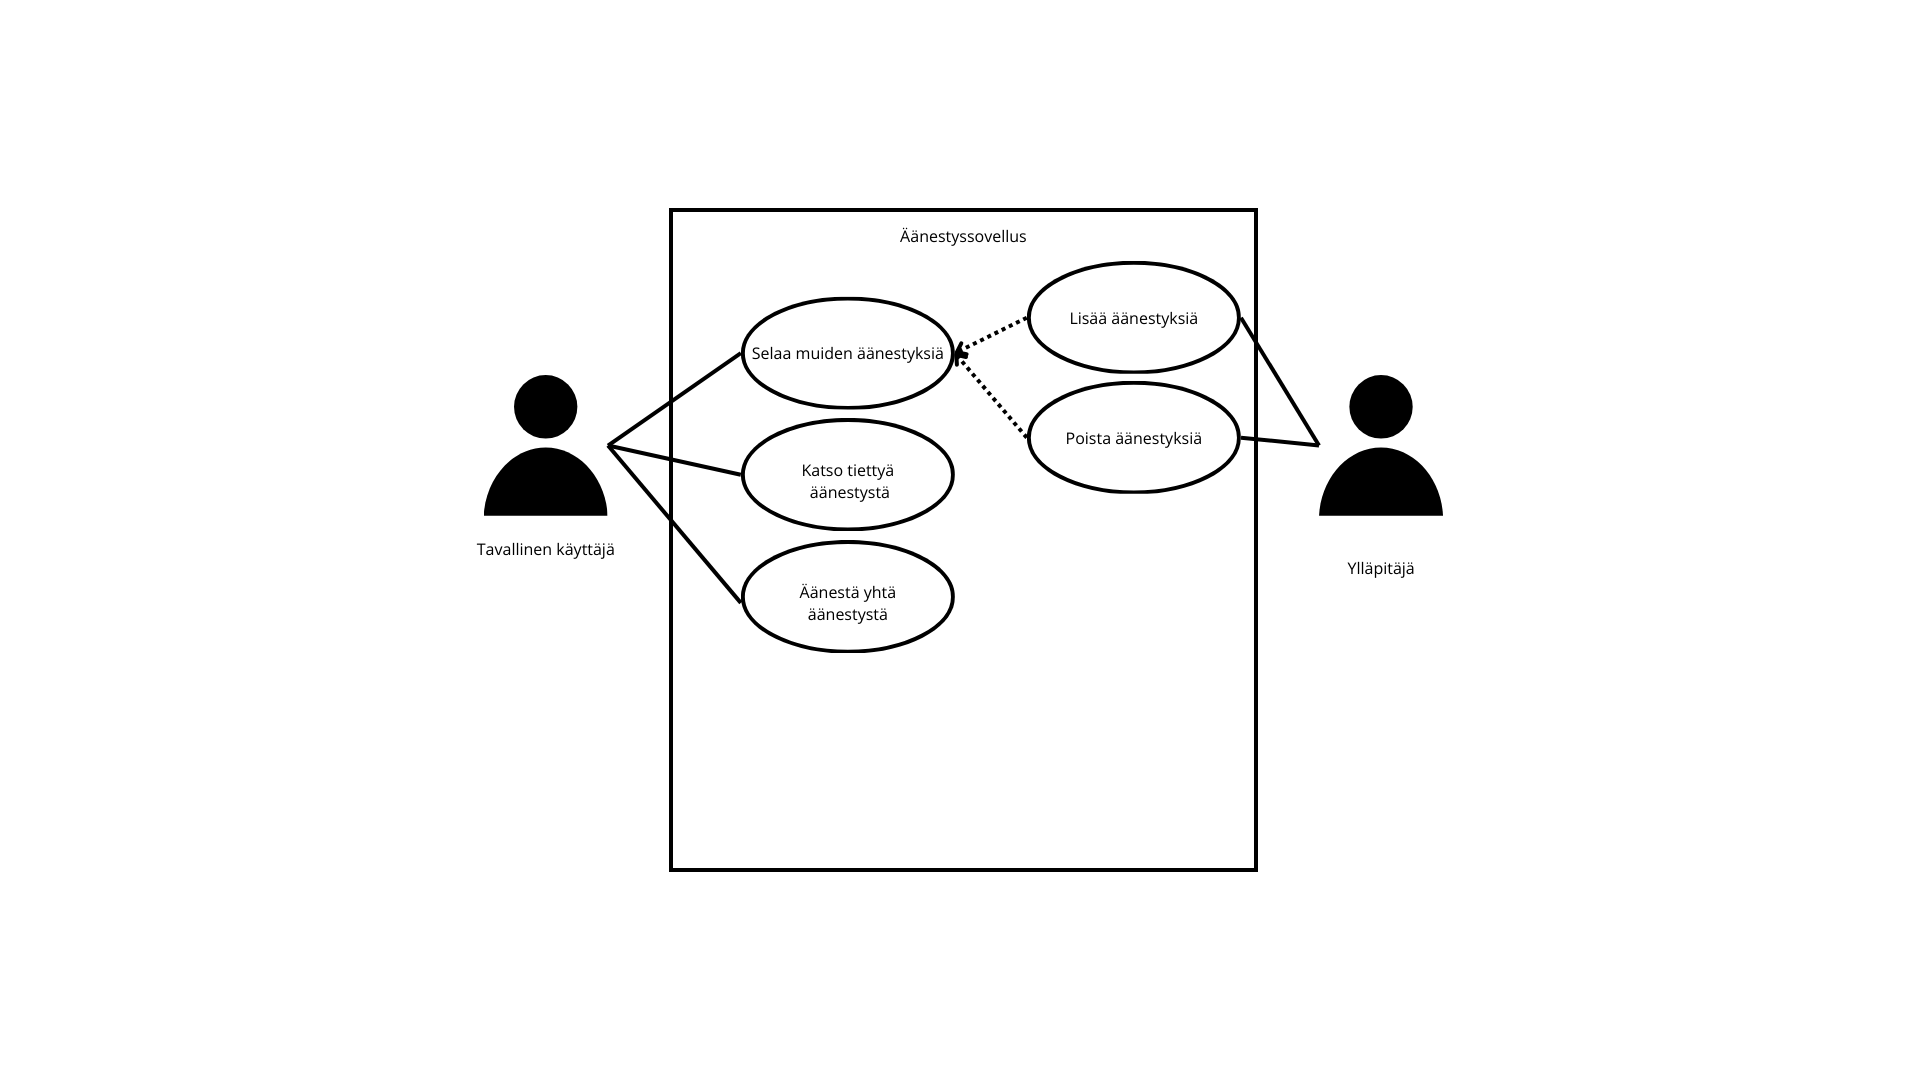 Äänestyssovellus
Selaa muiden äänestyksiä
Katso tiettyä
äänestystä
Äänestä yhtä
äänestystä
Lisää äänestyksiä
Poista äänestyksiä
Tavallinen käyttäjä
Ylläpitäjä